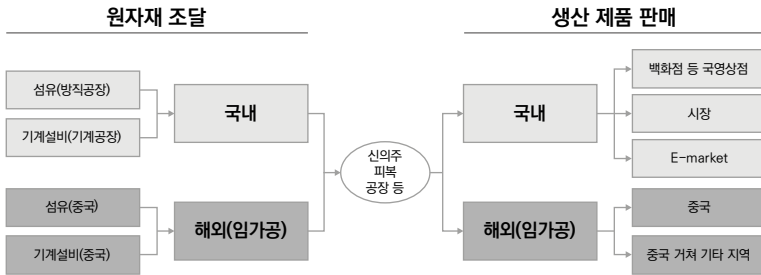 원자재 조달
생산 제품 판매
섬유(방직공장)
기계설비(기계공장)
국내
섬유(중국)
기계설비(중국)
해외(임가공)
신의주
피복
공장 등
국내
백화점 등 국영상점
시장
E-market
해외(임가공)
중국
중국 거쳐 기타 지역